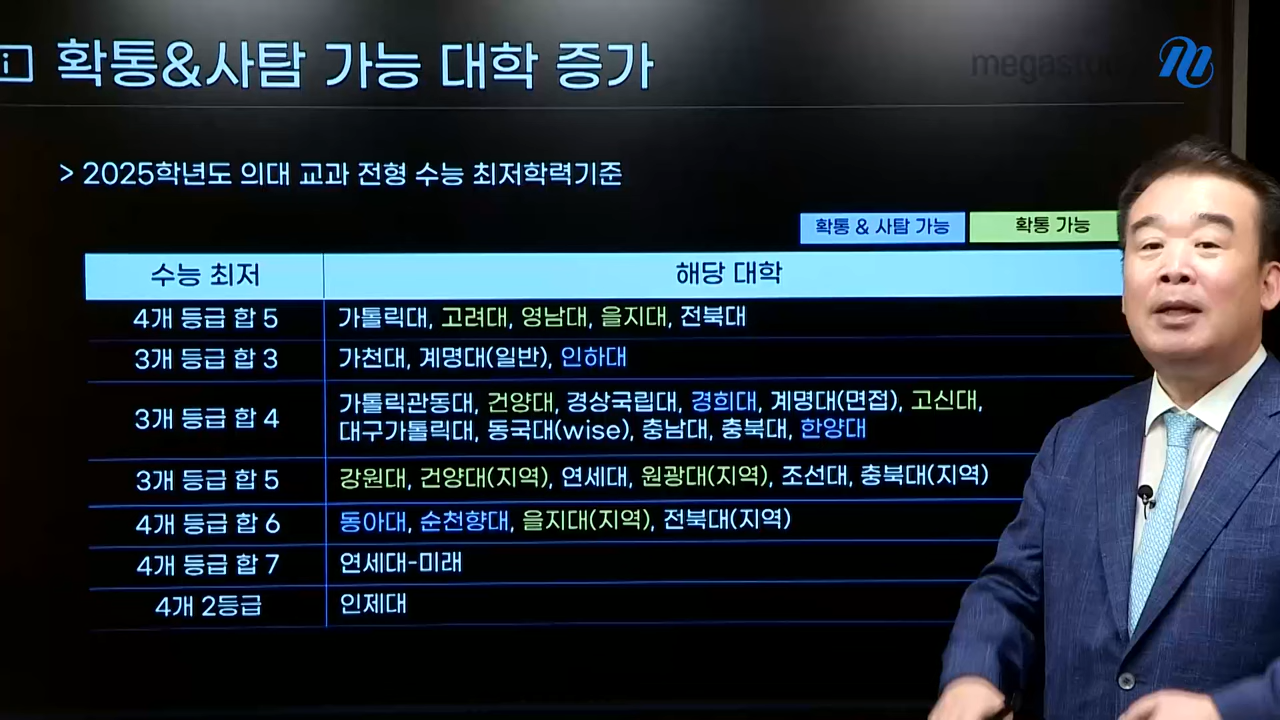 확통&사탐 가능 대학 증가
> 2025학년도 의대 교과 전형 수능 최저학력기준
확통 & 사탐 가능
확통 가능
수능 최저
해당 대학
4개 등급 합 5
가톨릭대, 고려대, 영남대, 을지대, 전북대
3개 등급 합 3
가천대, 계명대(일반), 인하대
3개 등급 합 4
가톨릭관동대, 건양대, 경상국립대, 경희대, 계명대(면접), 고신대,
대구가톨릭대, 동국대(wise), 충남대, 충북대, 한양대
3개 등급 합 5
강원대, 건양대(지역), 연세대, 원광대(지역), 조선대, 충북대(지역)
4개 등급 합 6
동아대, 순천향대, 을지대(지역), 전북대(지역)
4개 등급 합 7
연세대-미래
4개 2등급
인제대